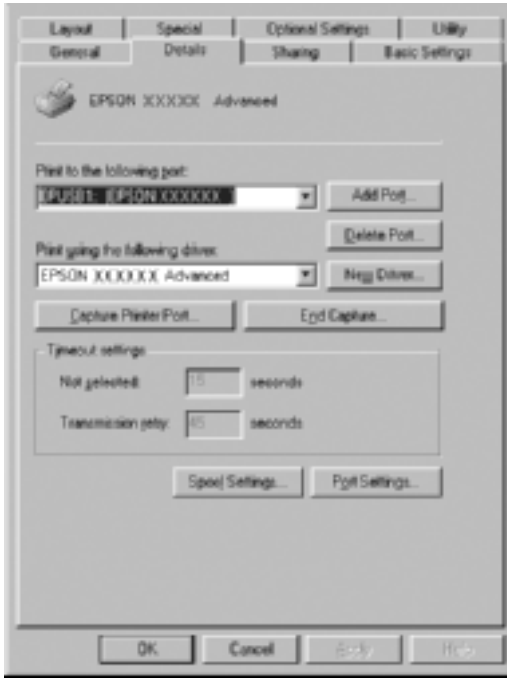 Layout Special Optional Settings Utility
General Details Sharing Basic Settings
EPSON XXXXX Advanced
Print to the following port:
EPUSB1: (EPSON XXXXXX ) Add Port...
Delete Port...
Print using the following driver:
EPSON XXXXXX Advanced New Driver...
Capture Printer Port... End Capture...
Timeout settings
Not selected: 15 seconds
Transmission retry: 45 seconds
Spool Settings... Port Settings...
OK Cancel Apply Help